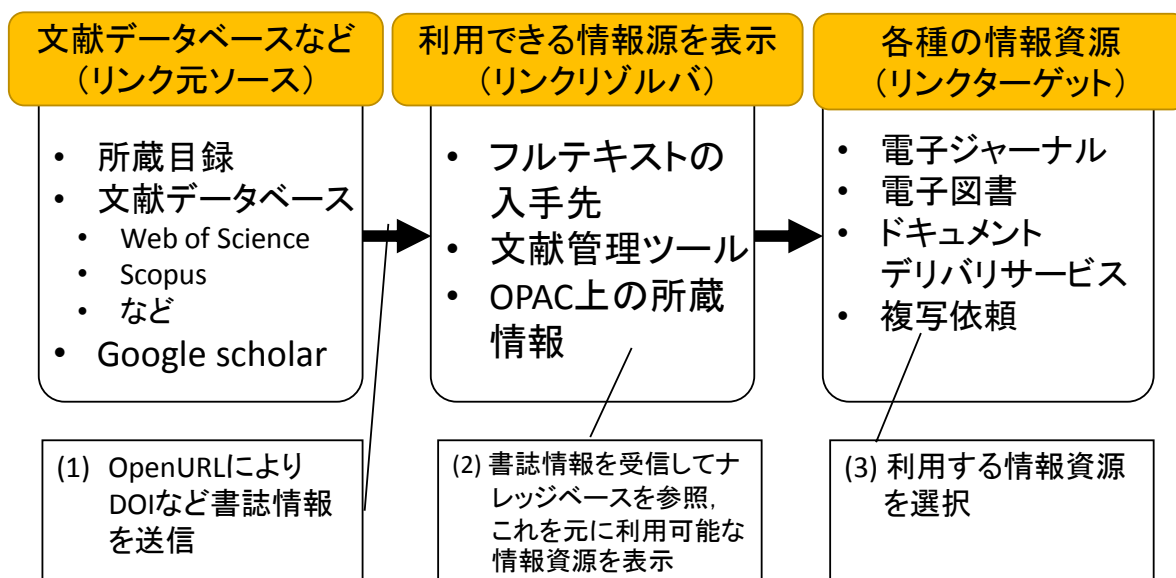 文献データベースなど
（リンク元ソース）
• 所蔵目録
• 文献データベース
• Web of Science
• Scopus
• など
• Google scholar
利用できる情報源を表示
（リンクリゾルバ）
• フルテキストの
入手先
• 文献管理ツール
• OPAC上の所蔵
情報
各種の情報資源
（リンクターゲット）
• 電子ジャーナル
• 電子図書
• ドキュメント
デリバリサービス
• 複写依頼
(1) OpenURLにより
DOIなど書誌情報
を送信
(2) 書誌情報を受信してナ
レッジベースを参照,
これを元に利用可能な
情報資源を表示
(3) 利用する情報資源
を選択